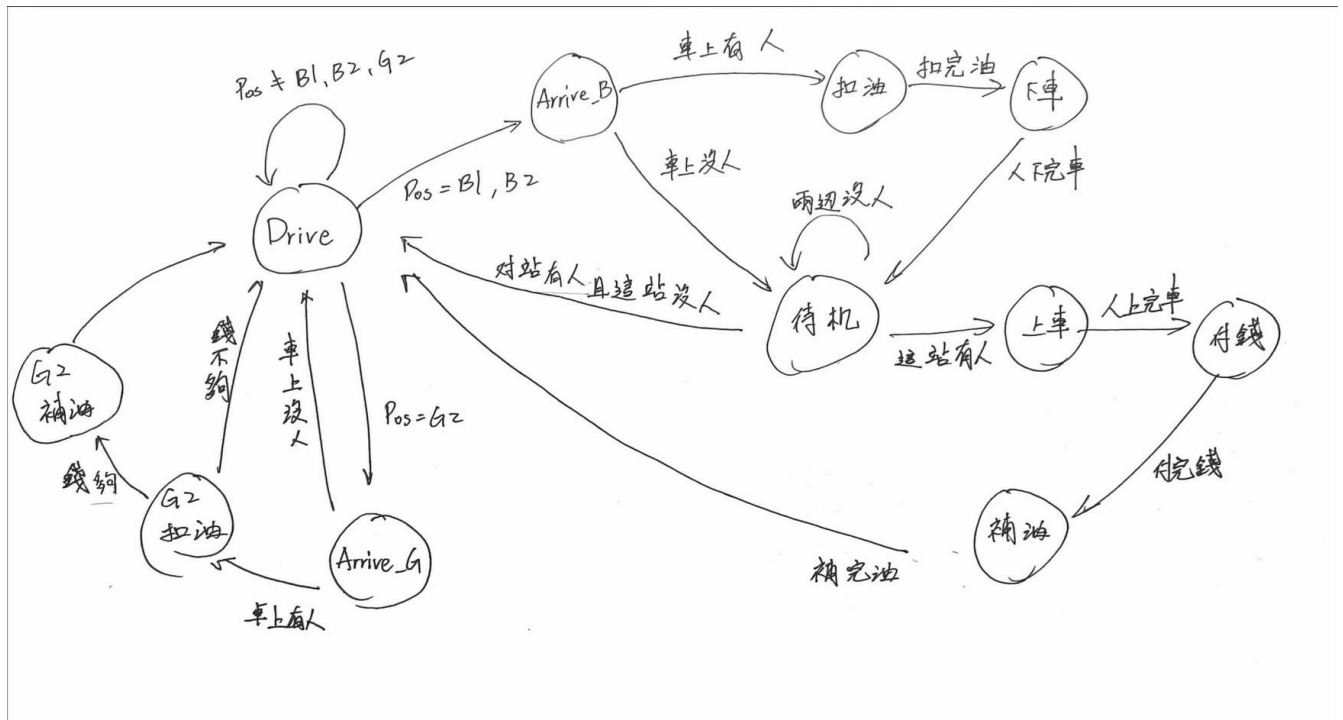 Pos ≠ B1, B2, G2
Drive
Pos = B1, B2
Arrive_B
車上有人
扣油
扣完油
下車
車上沒人
人下完車
兩边没人
待机
对站有人且這站沒人
這站有人
上車
人上完車
付錢
付完錢
補油
補完油
Pos=G2
車上沒人
錢不夠
Arrive_G
車上有人
G2
扣油
錢夠
G2
補油